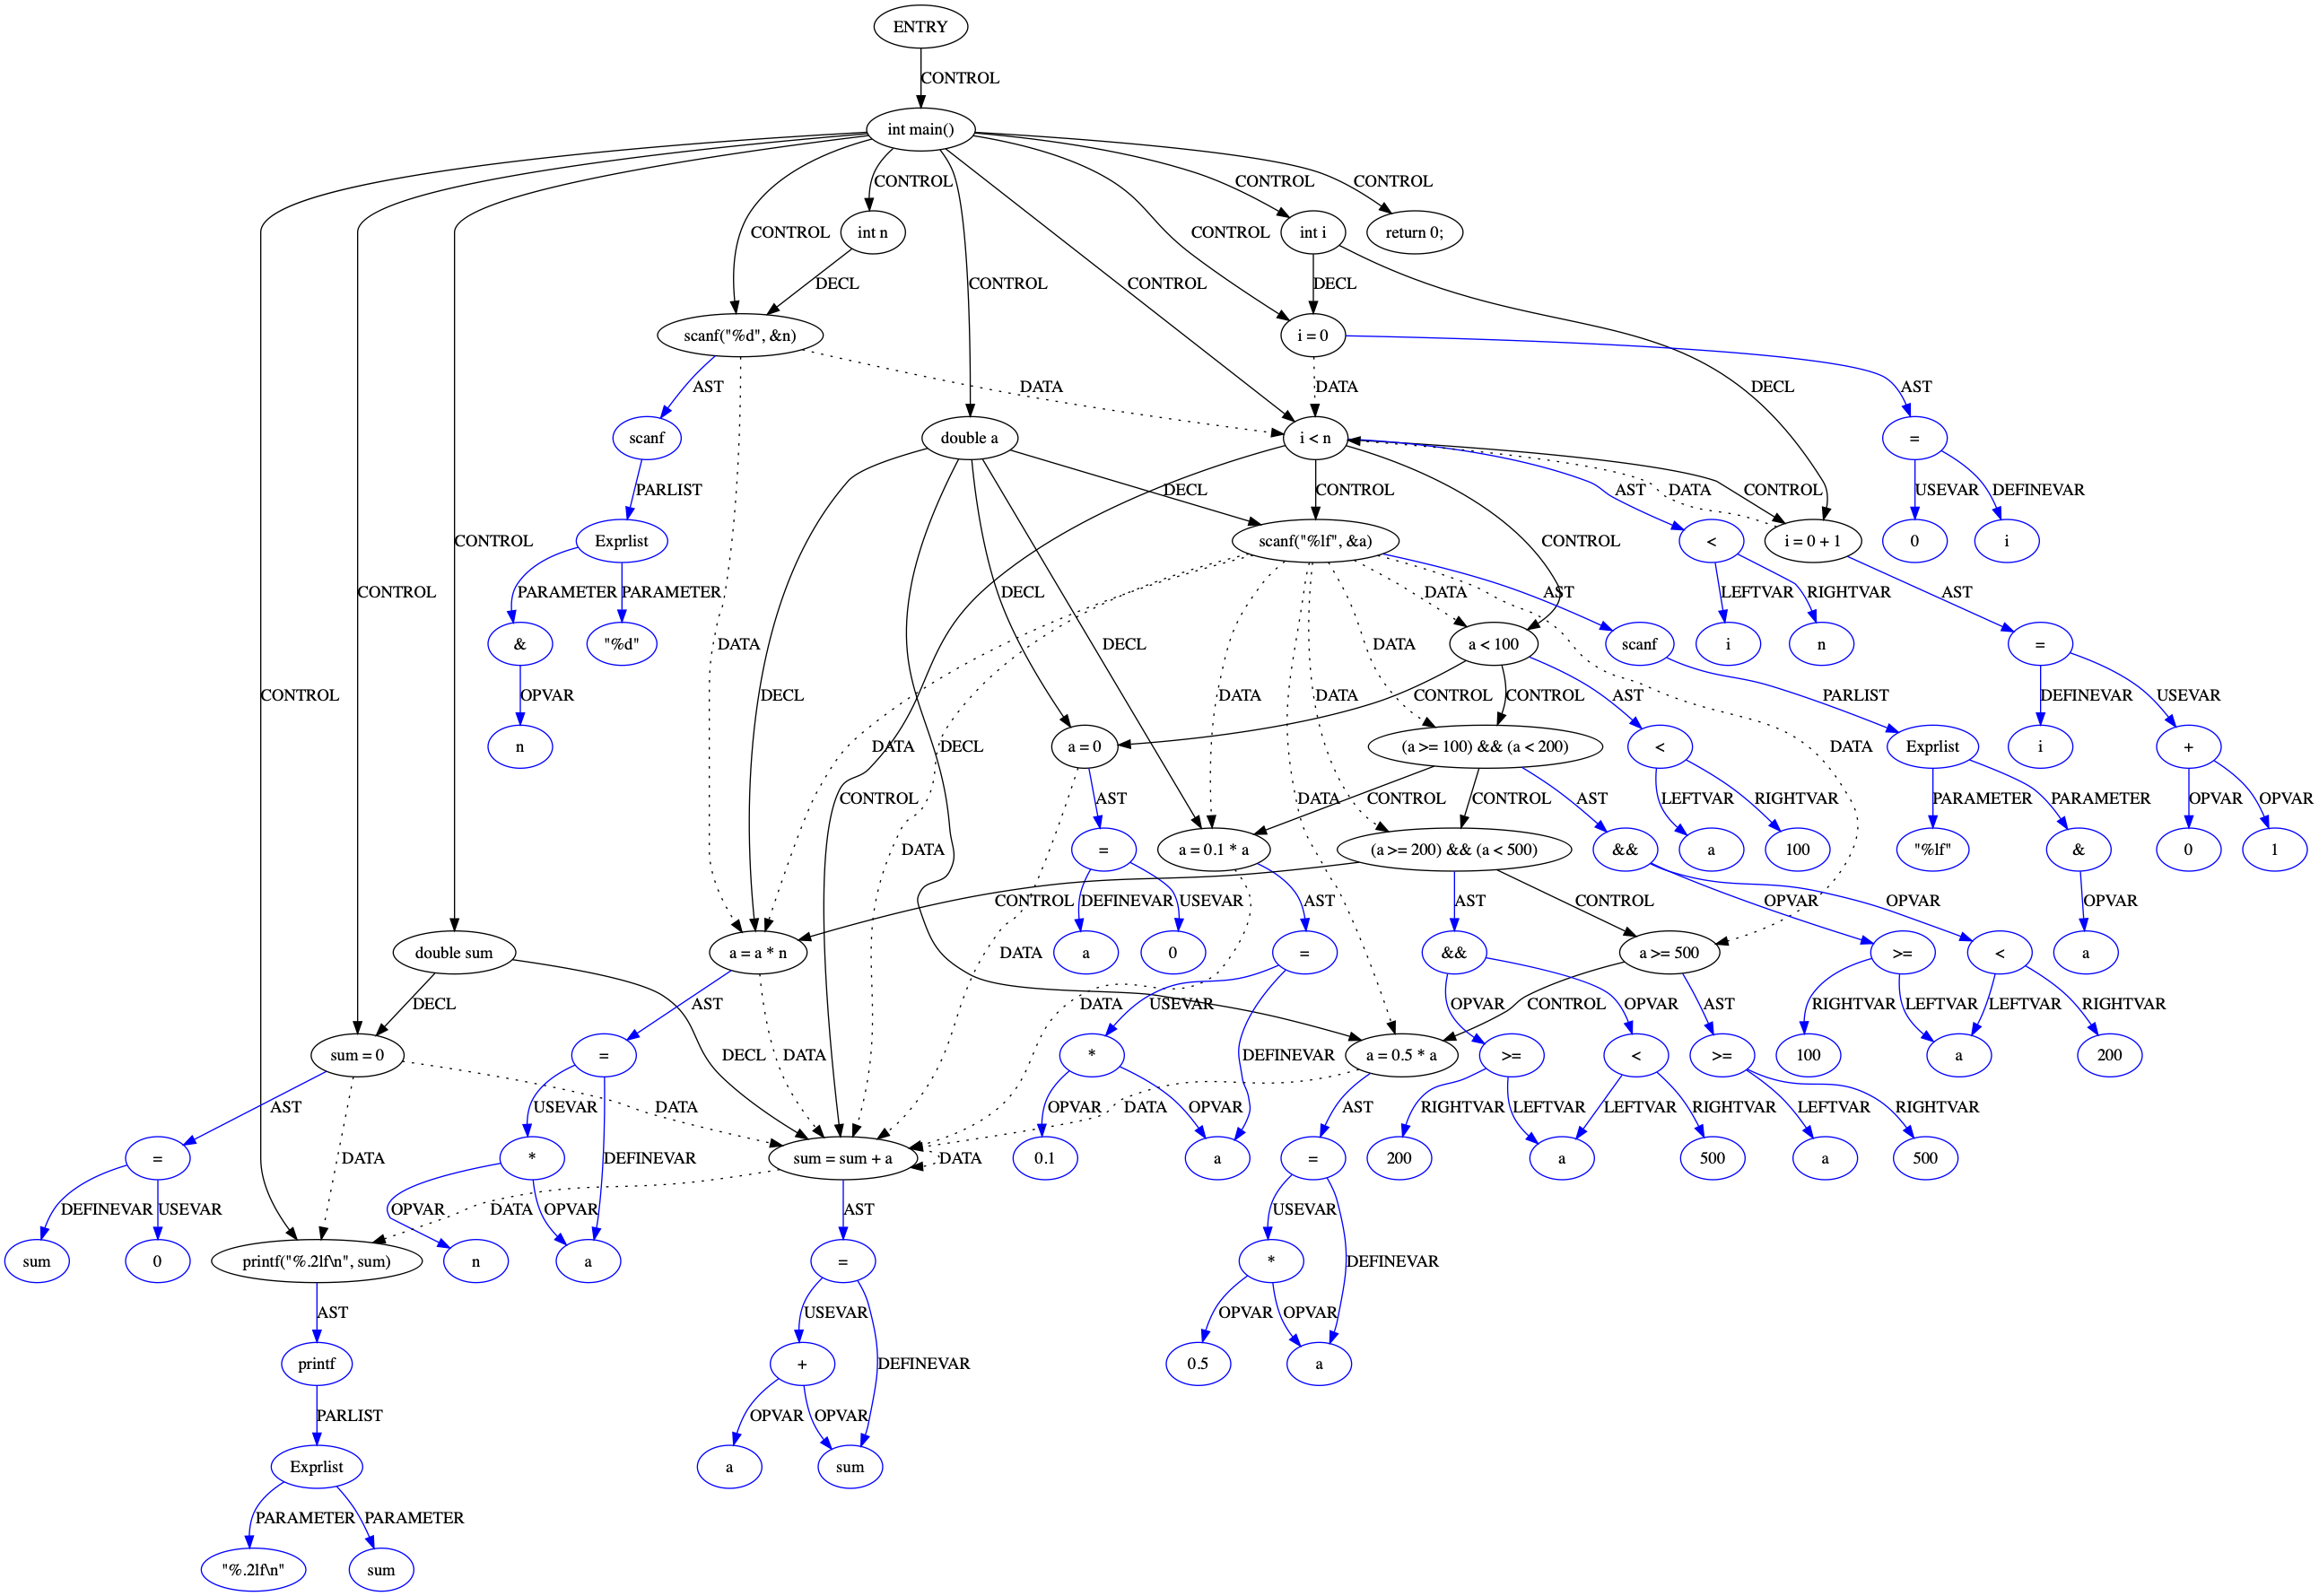 ENTRY
CONTROL
int main()
CONTROL CONTROL CONTROL
CONTROL CONTROL int n CONTROL int i return 0;
DECL CONTROL CONTROL DECL
scanf("%d", &n) i = 0
AST DATA DATA DECL AST
scanf double a i < n =
PARLIST DECL CONTROL AST DATA CONTROL USEVAR DEFINEVAR
CONTROL Exprlist scanf("%lf", &a) CONTROL < i = 0 + 1 0 i
CONTROL PARAMETER PARAMETER DECL DATA AST LEFTVAR RIGHTVAR AST
& "%d" DATA a < 100 scanf i n =
CONTROL OPVAR DECL DECL DATA DATA CONTROL CONTROL AST PARLIST DEFINEVAR USEVAR
n DATA DECL a = 0 (a >= 100) && (a < 200) < DATA Exprlist i +
CONTROL AST DATA CONTROL CONTROL AST LEFTVAR RIGHTVAR PARAMETER PARAMETER OPVAR OPVAR
DATA = a = 0.1 * a DATA (a >= 200) && (a < 500) && a 100 "%lf" & 0 1
CONTROL DEFINEVAR USEVAR AST AST CONTROL OPVAR OPVAR OPVAR
double sum a = a * n DATA a 0 = && a >= 500 >= < a
DECL AST DATA USEVAR OPVAR OPVAR CONTROL AST RIGHTVAR LEFTVAR LEFTVAR RIGHTVAR
sum = 0 = DECL DATA * DEFINEVAR a = 0.5 * a >= < >= 100 a 200
AST DATA USEVAR OPVAR OPVAR DATA AST RIGHTVAR LEFTVAR LEFTVAR RIGHTVAR LEFTVAR RIGHTVAR
= DATA * DEFINEVAR sum = sum + a DATA 0.1 a = 200 a 500 a 500
DEFINEVAR USEVAR OPVAR DATA OPVAR AST USEVAR
sum 0 printf("%.2lf\n", sum) n a = * DEFINEVAR
AST USEVAR OPVAR OPVAR
printf + DEFINEVAR 0.5 a
PARLIST OPVAR OPVAR
Exprlist a sum
PARAMETER PARAMETER
"%.2lf\n" sum